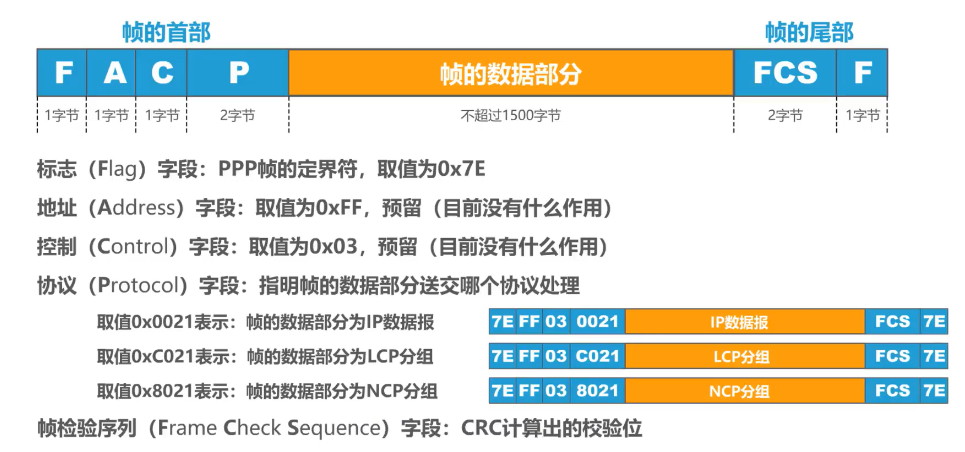 帧的首部 帧的尾部
F A C P 帧的数据部分 FCS F
1字节 1字节 1字节 2字节 不超过1500字节 2字节 1字节
标志（Flag）字段：PPP帧的定界符，取值为0x7E
地址（Address）字段：取值为0xFF，预留（目前没有什么作用）
控制（Control）字段：取值为0x03，预留（目前没有什么作用）
协议（Protocol）字段：指明帧的数据部分送交哪个协议处理
取值0x0021表示：帧的数据部分为IP数据报 7E FF 03 0021 IP数据报 FCS 7E
取值0xC021表示：帧的数据部分为LCP分组 7E FF 03 C021 LCP分组 FCS 7E
取值0x8021表示：帧的数据部分为NCP分组 7E FF 03 8021 NCP分组 FCS 7E
帧检验序列（Frame Check Sequence）字段：CRC计算出的校验位